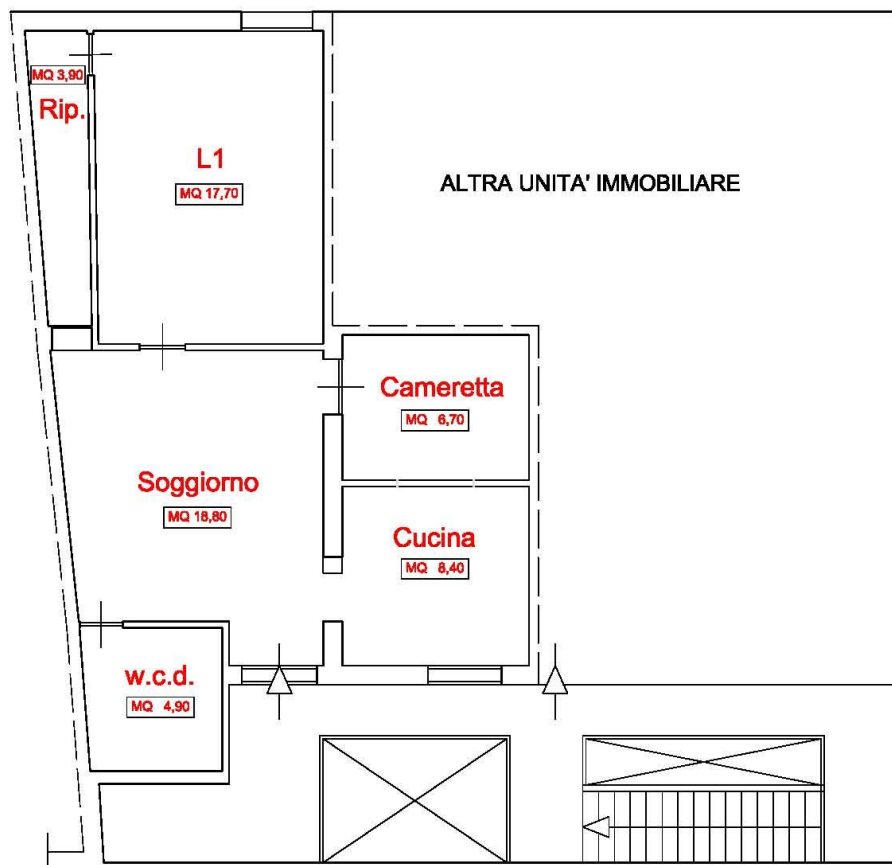 MQ 3,90
Rip.
L1
MQ 17,70
ALTRA UNITA' IMMOBILIARE
Cameretta
MQ 6,70
Soggiorno
MQ 18,80
Cucina
MQ 8,40
w.c.d.
MQ 4,90